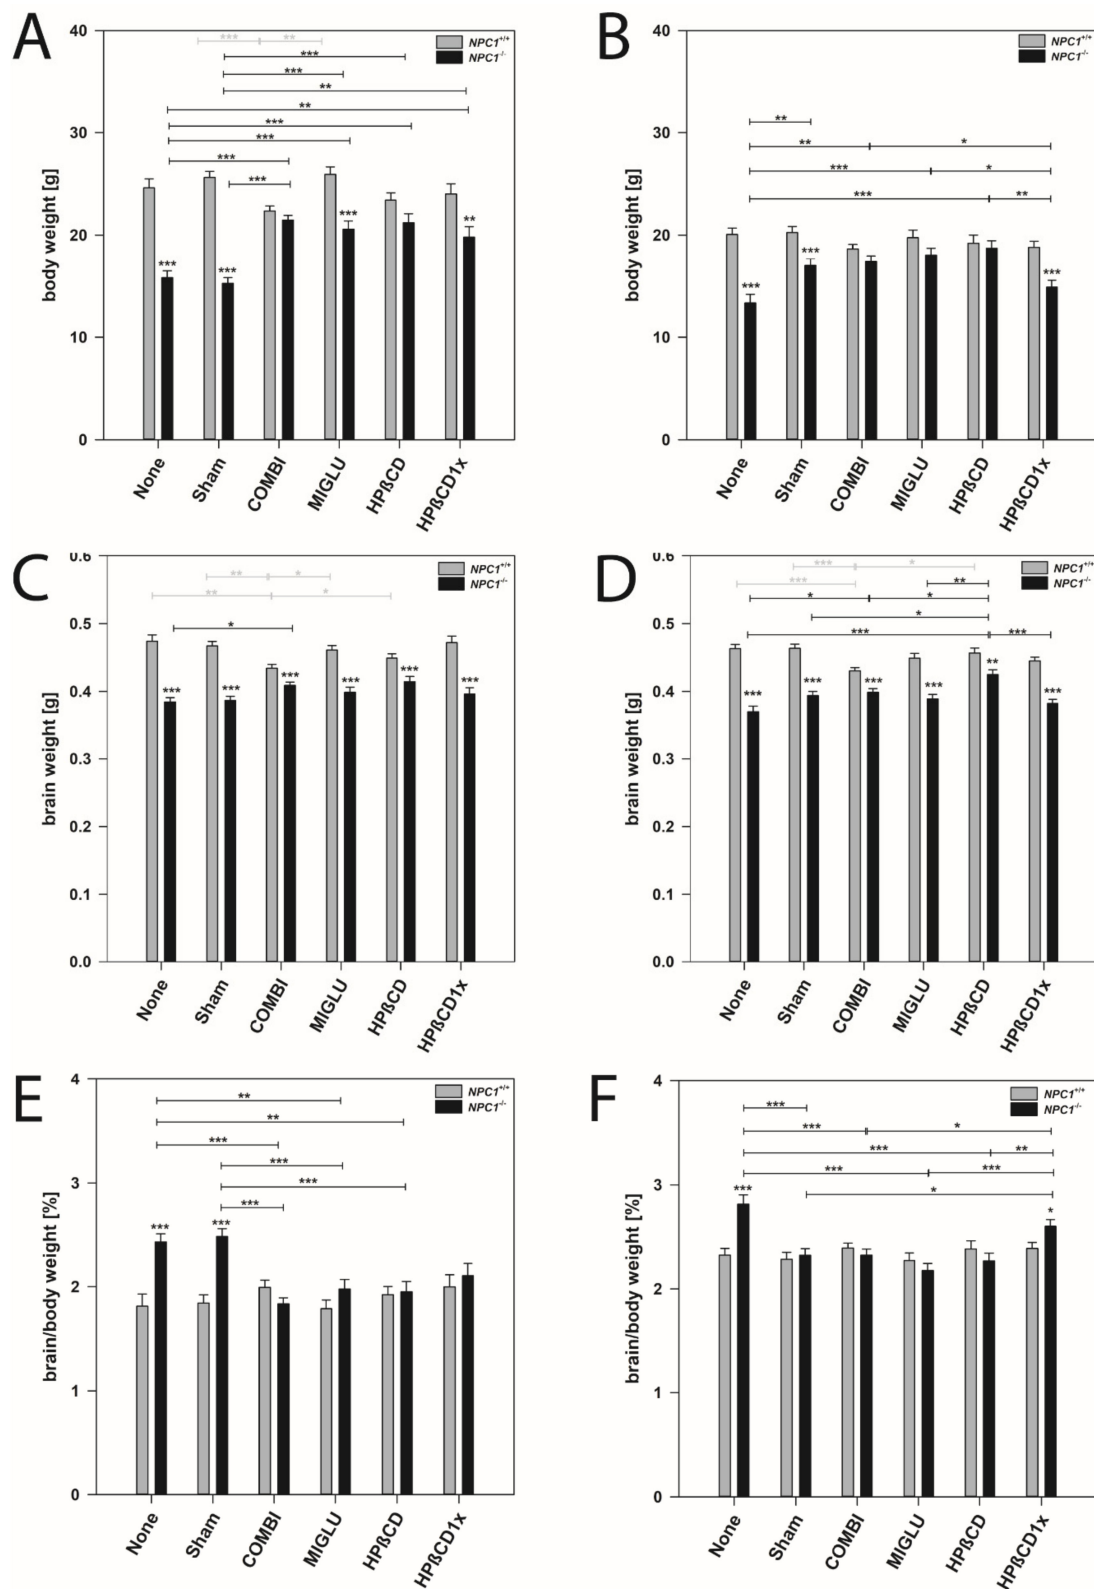 A
body weight [g]
40
30
20
10
0
NPC1+/+
NPC1-/-
*** **
***
***
**
**
***
***
***
***
*** *** *** **
None Sham COMBI MIGLU HPßCD HPßCD1x
B
body weight [g]
40
30
20
10
0
NPC1+/+
NPC1-/-
**
** *
*** *
*** **
*** *** ***
None Sham COMBI MIGLU HPßCD HPßCD1x
C
brain weight [g]
0.6
0.5
0.4
0.3
0.2
0.1
0.0
NPC1+/+
NPC1-/-
** *
** *
*
*** *** *** *** *** ***
None Sham COMBI MIGLU HPßCD HPßCD1x
D
brain weight [g]
0.6
0.5
0.4
0.3
0.2
0.1
0.0
NPC1+/+
NPC1-/-
*** *
*** **
* *
*
*** ***
*** *** *** *** ** ***
None Sham COMBI MIGLU HPßCD HPßCD1x
E
brain/body weight [%]
4
3
2
1
0
NPC1+/+
NPC1-/-
**
**
***
***
***
***
*** ***
None Sham COMBI MIGLU HPßCD HPßCD1x
F
brain/body weight [%]
4
3
2
1
0
NPC1+/+
NPC1-/-
***
*** *
*** **
*** ***
*
*** *
None Sham COMBI MIGLU HPßCD HPßCD1x